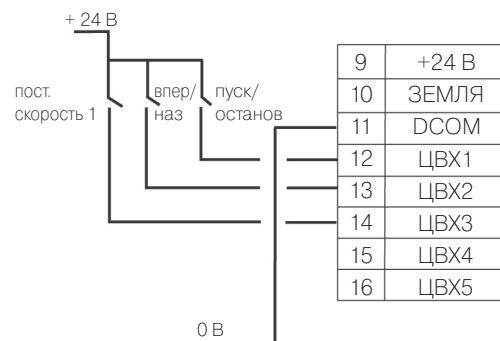 + 24 В
пост.
скорость 1
впер/
наз
пуск/
останов
9 +24 В
10 ЗЕМЛЯ
11 DCOM
12 ЦВХ1
13 ЦВХ2
14 ЦВХ3
15 ЦВХ4
16 ЦВХ5
0 В